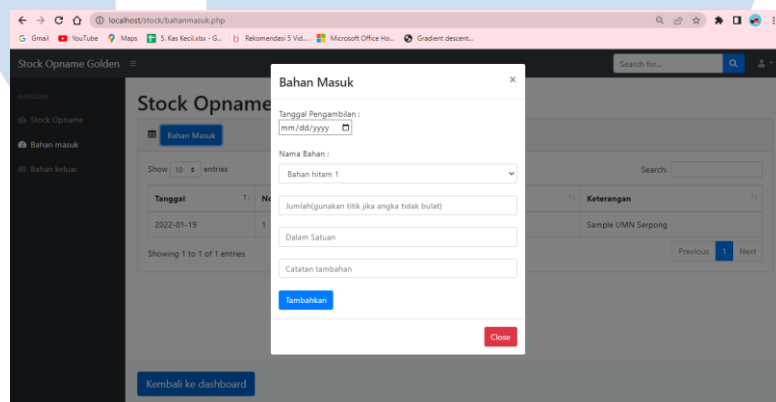 localhost/stock/bahanmasuk.php
Gmail YouTube Maps 5. Kas Kecil.xlsx - G... Rekomendasi 5 Vid... Microsoft Office Ho... Gradient descent...
Stock Opname Golden
Search for...
Bahan Masuk ×
Stock Opname
Tanggal Pengambilan :
mm/dd/yyyy
Stock Opname
Bahan Masuk
Bahan masuk
Nama Bahan :
Bahan keluar
Show 10 entries
Bahan hitam 1
Search:
Tanggal
Keterangan
Jumlah(gunakan titik jika angka tidak bulat)
2022-01-19 1
Sample UMN Serpong
Dalam Satuan
Showing 1 to 1 of 1 entries
Previous 1 Next
Catatan tambahan
Tambahkan
Close
Kembali ke dashboard